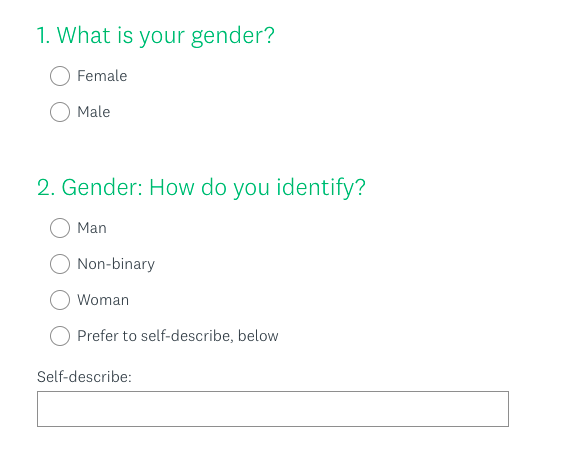 1. What is your gender?
Female
Male
2. Gender: How do you identify?
Man
Non-binary
Woman
Prefer to self-describe, below
Self-describe: